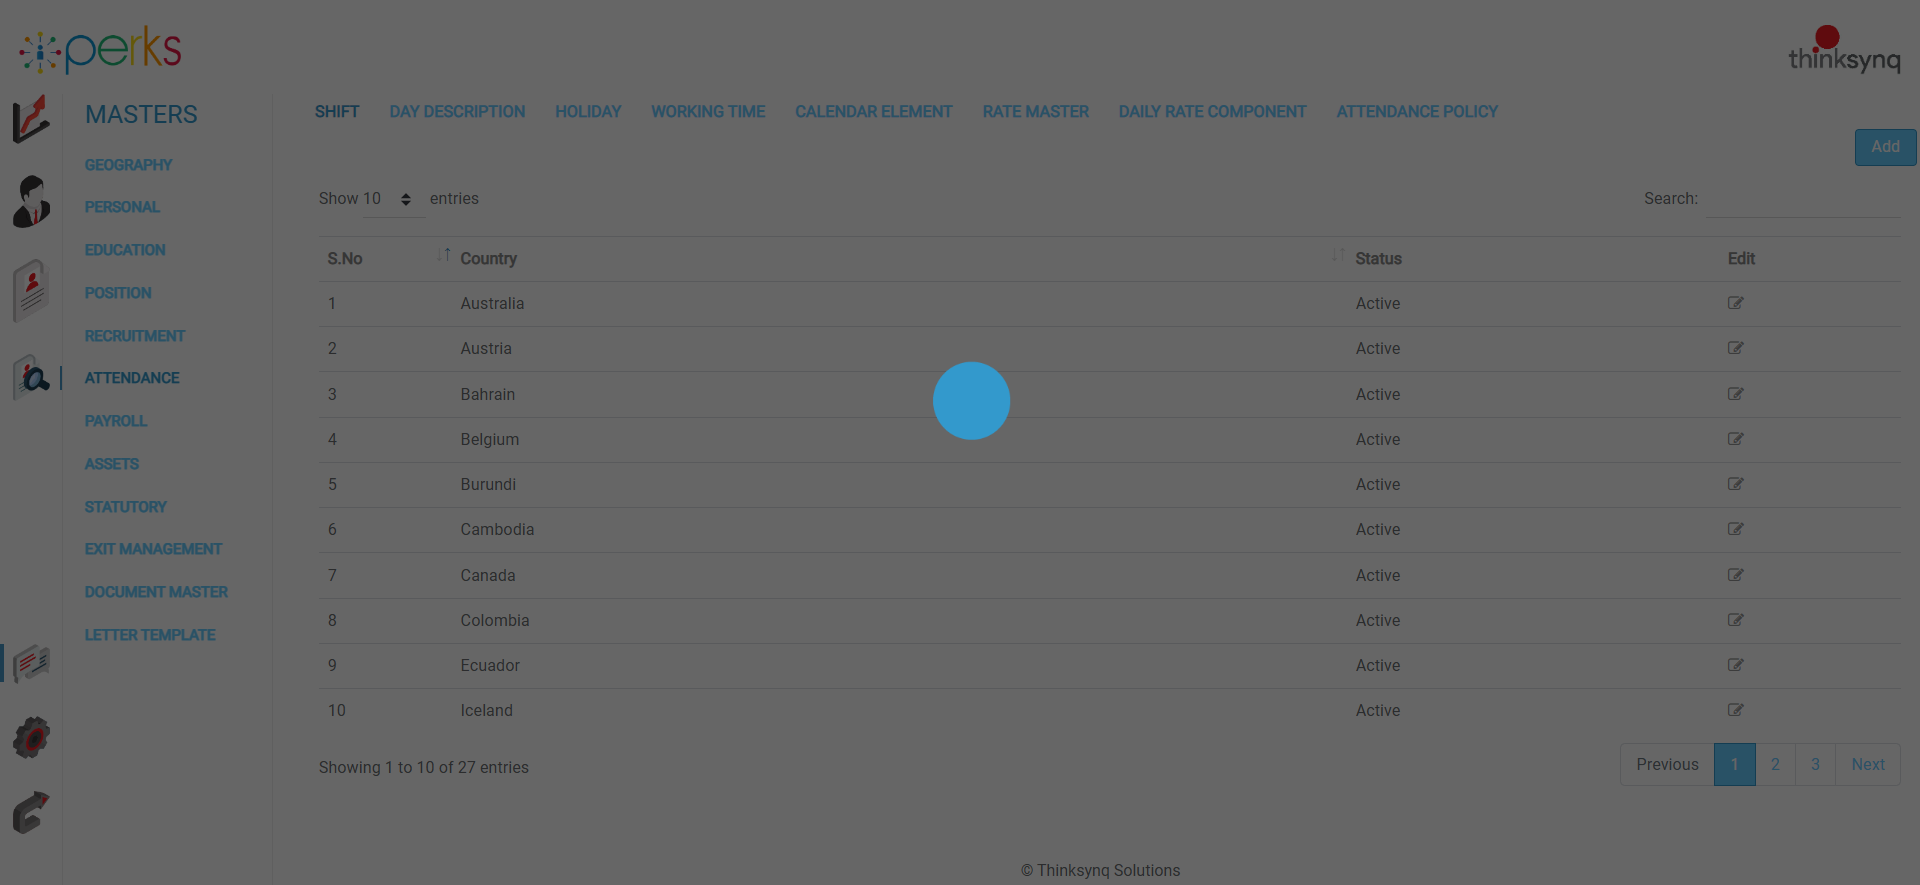 perks
thinksynq
MASTERS
GEOGRAPHY
PERSONAL
EDUCATION
POSITION
RECRUITMENT
ATTENDANCE
PAYROLL
ASSETS
STATUTORY
EXIT MANAGEMENT
DOCUMENT MASTER
LETTER TEMPLATE
SHIFT DAY DESCRIPTION HOLIDAY WORKING TIME CALENDAR ELEMENT RATE MASTER DAILY RATE COMPONENT ATTENDANCE POLICY
Add
Show 10 entries Search:
S.No Country Status Edit
1 Australia Active
2 Austria Active
3 Bahrain Active
4 Belgium Active
5 Burundi Active
6 Cambodia Active
7 Canada Active
8 Colombia Active
9 Ecuador Active
10 Iceland Active
Showing 1 to 10 of 27 entries Previous 1 2 3 Next
© Thinksynq Solutions